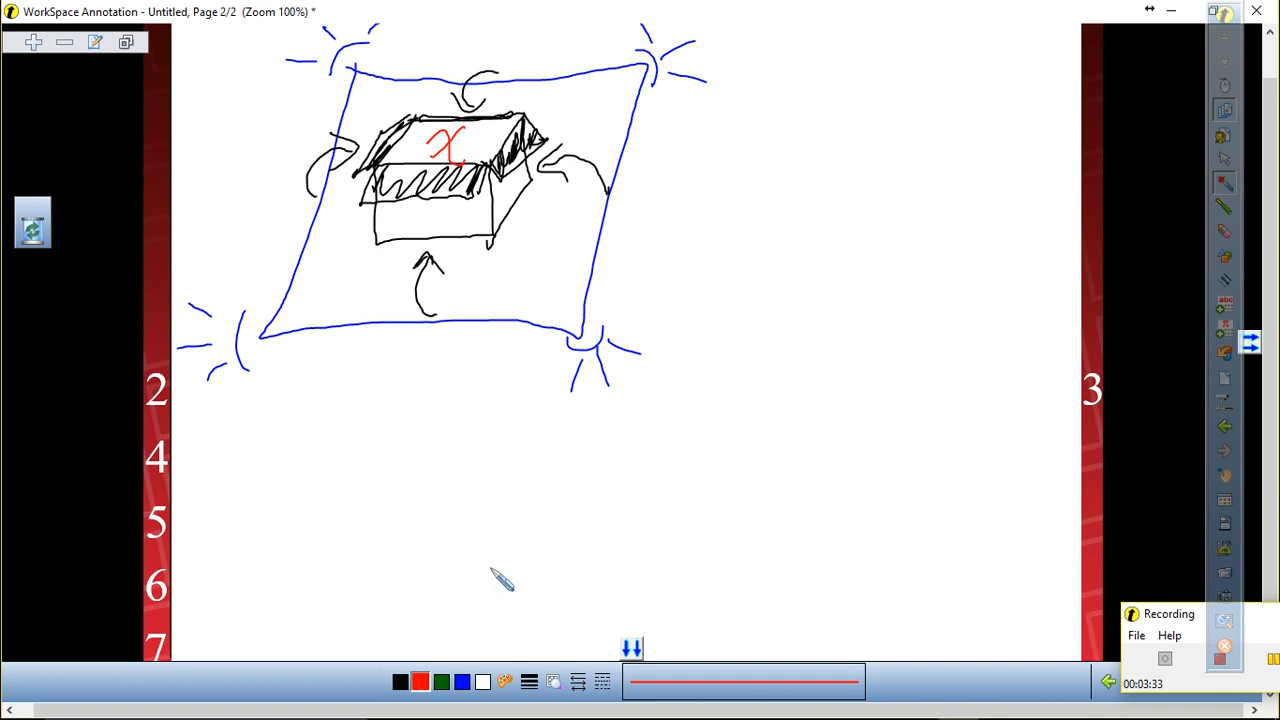 WorkSpace Annotation - Untitled, Page 2/2 (Zoom 100%) *
x
2
3
4
5
6
7
abc
π
Recording
File Help
00:03:33